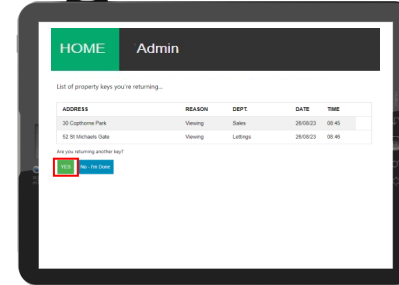 HOME Admin
List of property keys you're returning...
ADDRESS REASON DEPT. DATE TIME
30 Copthorne Park Viewing Sales 26/08/23 08:45
52 St Michaels Gate Viewing Lettings 26/08/23 08:46
Are you returning another key?
YES No - I'm Done